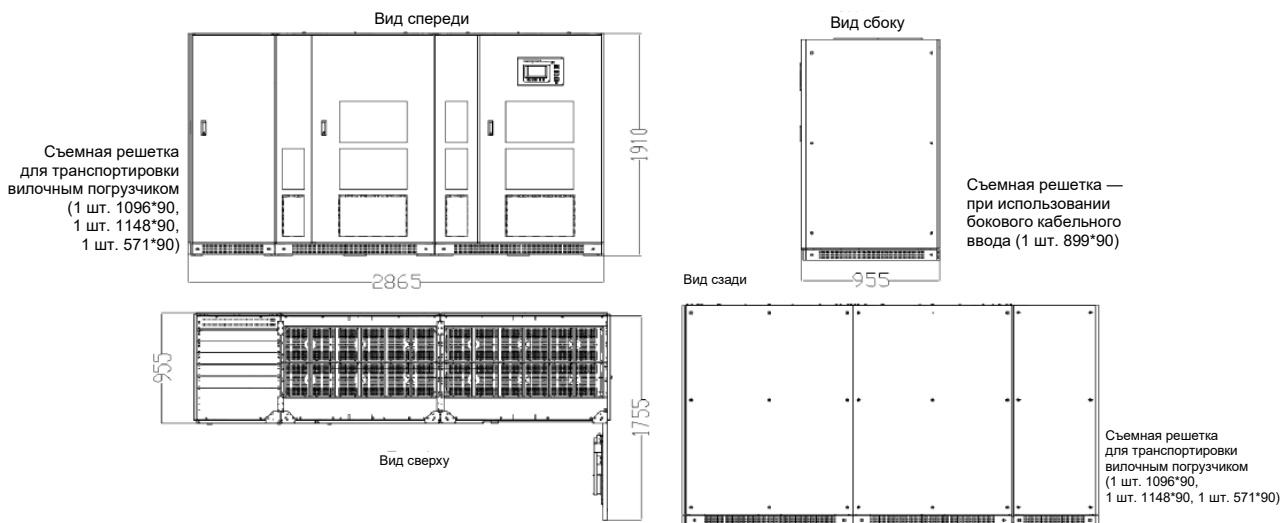 Вид спереди
Вид сбоку
1910
Съемная решетка
для транспортировки
вилочным погрузчиком
(1 шт. 1096*90,
1 шт. 1148*90,
1 шт. 571*90)
Съемная решетка —
при использовании
бокового кабельного
ввода (1 шт. 899*90)
2865
955
Вид сзади
955
1755
Вид сверху
Съемная решетка
для транспортировки
вилочным погрузчиком
(1 шт. 1096*90,
1 шт. 1148*90, 1 шт. 571*90)